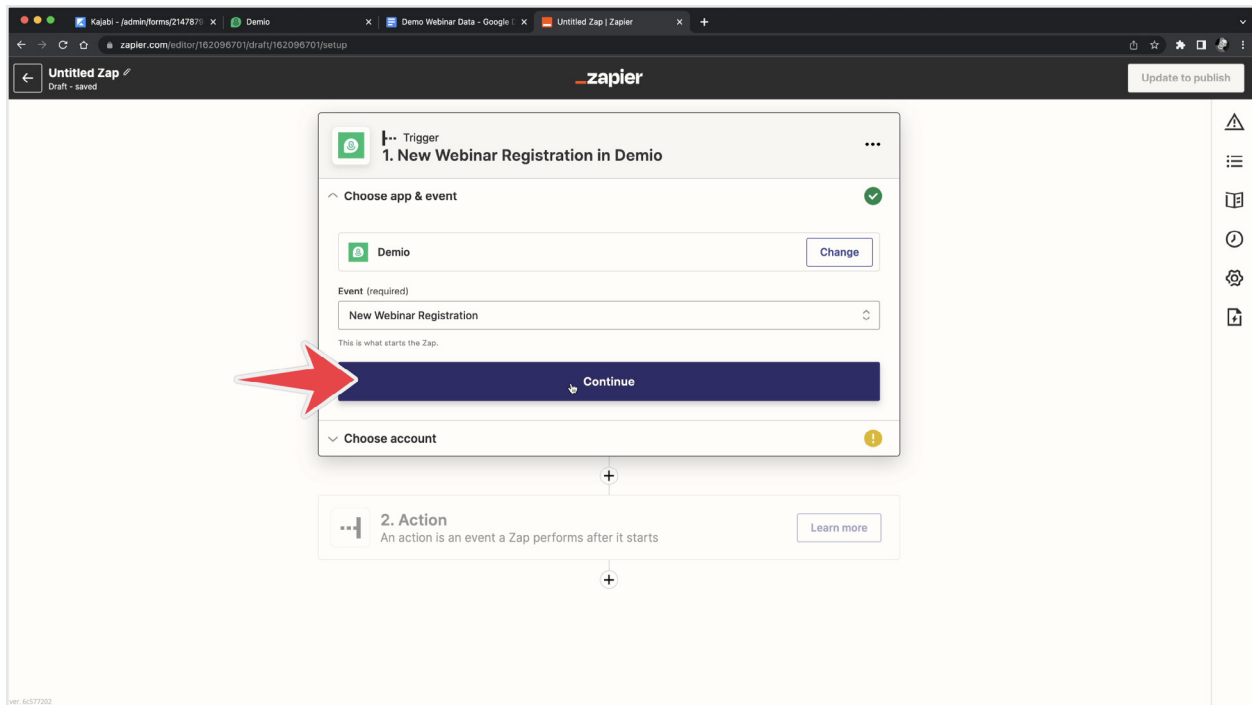 Kajabi - /admin/forms/2147879
Demio
Demo Webinar Data - Google D
Untitled Zap | Zapier
zapier.com/editor/162096701/draft/162096701/setup
Untitled Zap
Draft - saved
_zapier
Update to publish
Trigger
1. New Webinar Registration in Demio
Choose app & event
Demio
Change
Event (required)
New Webinar Registration
This is what starts the Zap.
Continue
Choose account
2. Action
An action is an event a Zap performs after it starts
Learn more
ver. 6c577202